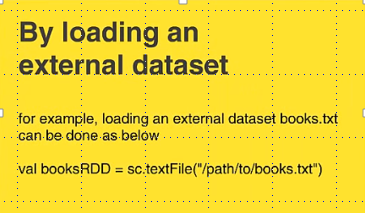 By loading an
external dataset
for example, loading an external dataset books.txt
can be done as below
val booksRDD = sc.textFile("/path/to/books.txt")